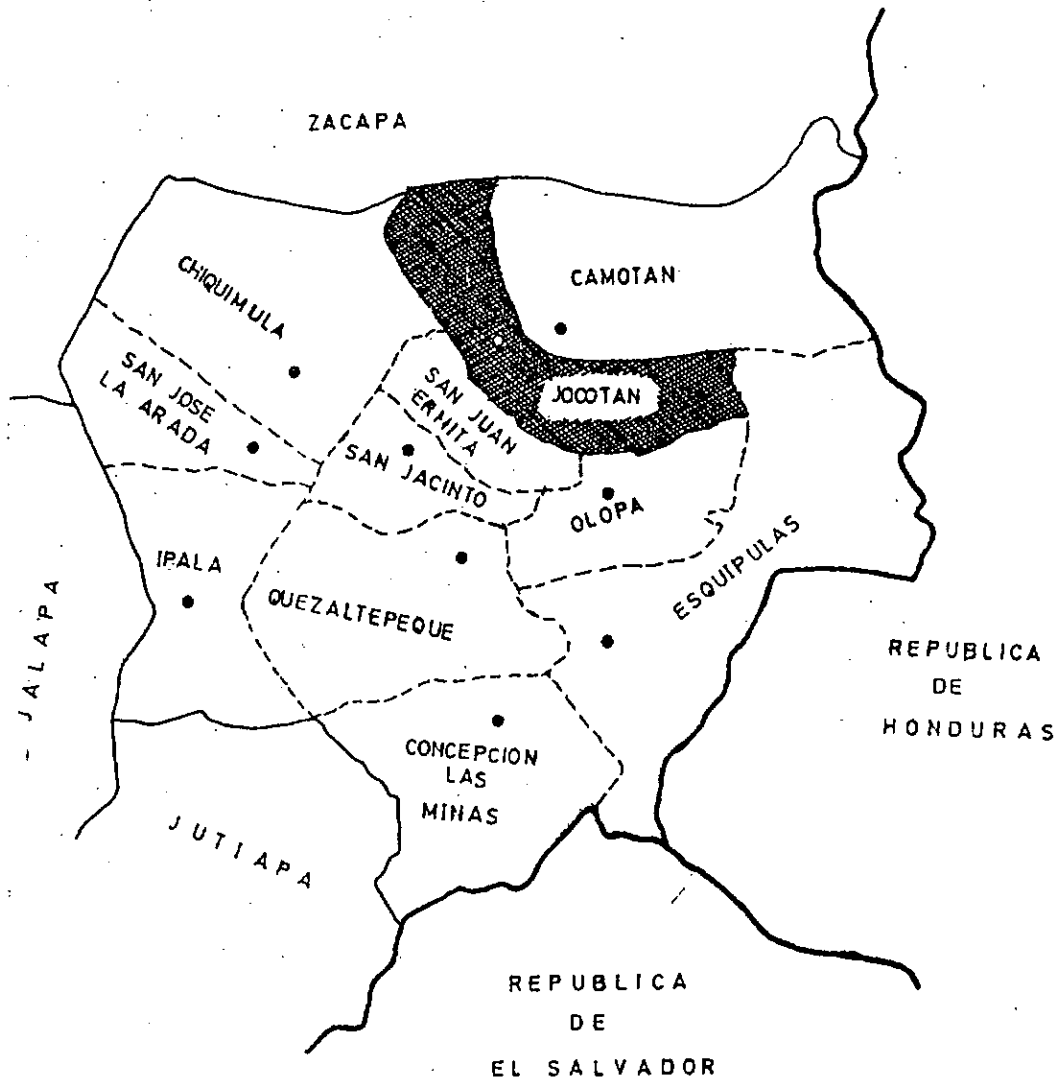 ZACAPA
CAMOTAN
CHIQUIMULA
SAN JOSE
LA ARADA
SAN JUAN
ERMITA
JOCOTAN
SAN JACINTO
OLOPA
IPALA
QUEZALTEPEQUE
ESQUIPULAS
JALAPA
REPUBLICA
DE
HONDURAS
CONCEPCION
LAS
MINAS
JUTIAPA
REPUBLICA
DE
EL SALVADOR